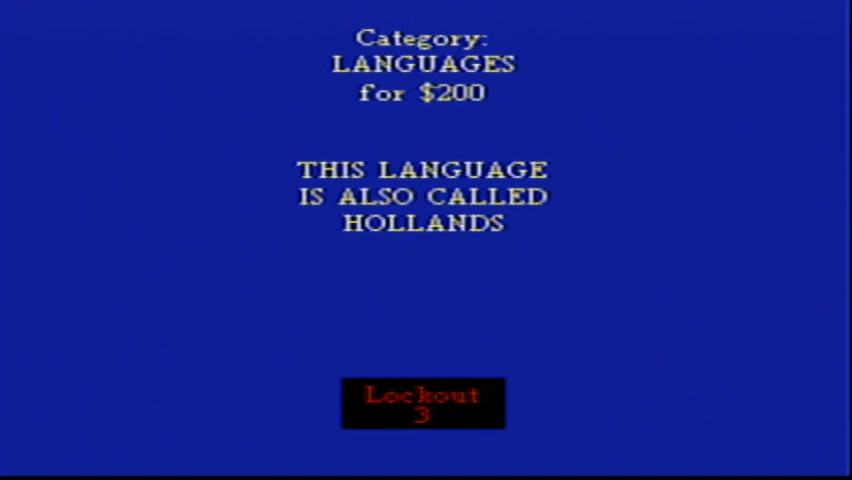 Category:
LANGUAGES
for $200
THIS LANGUAGE
IS ALSO CALLED
HOLLANDS
Lockout
3